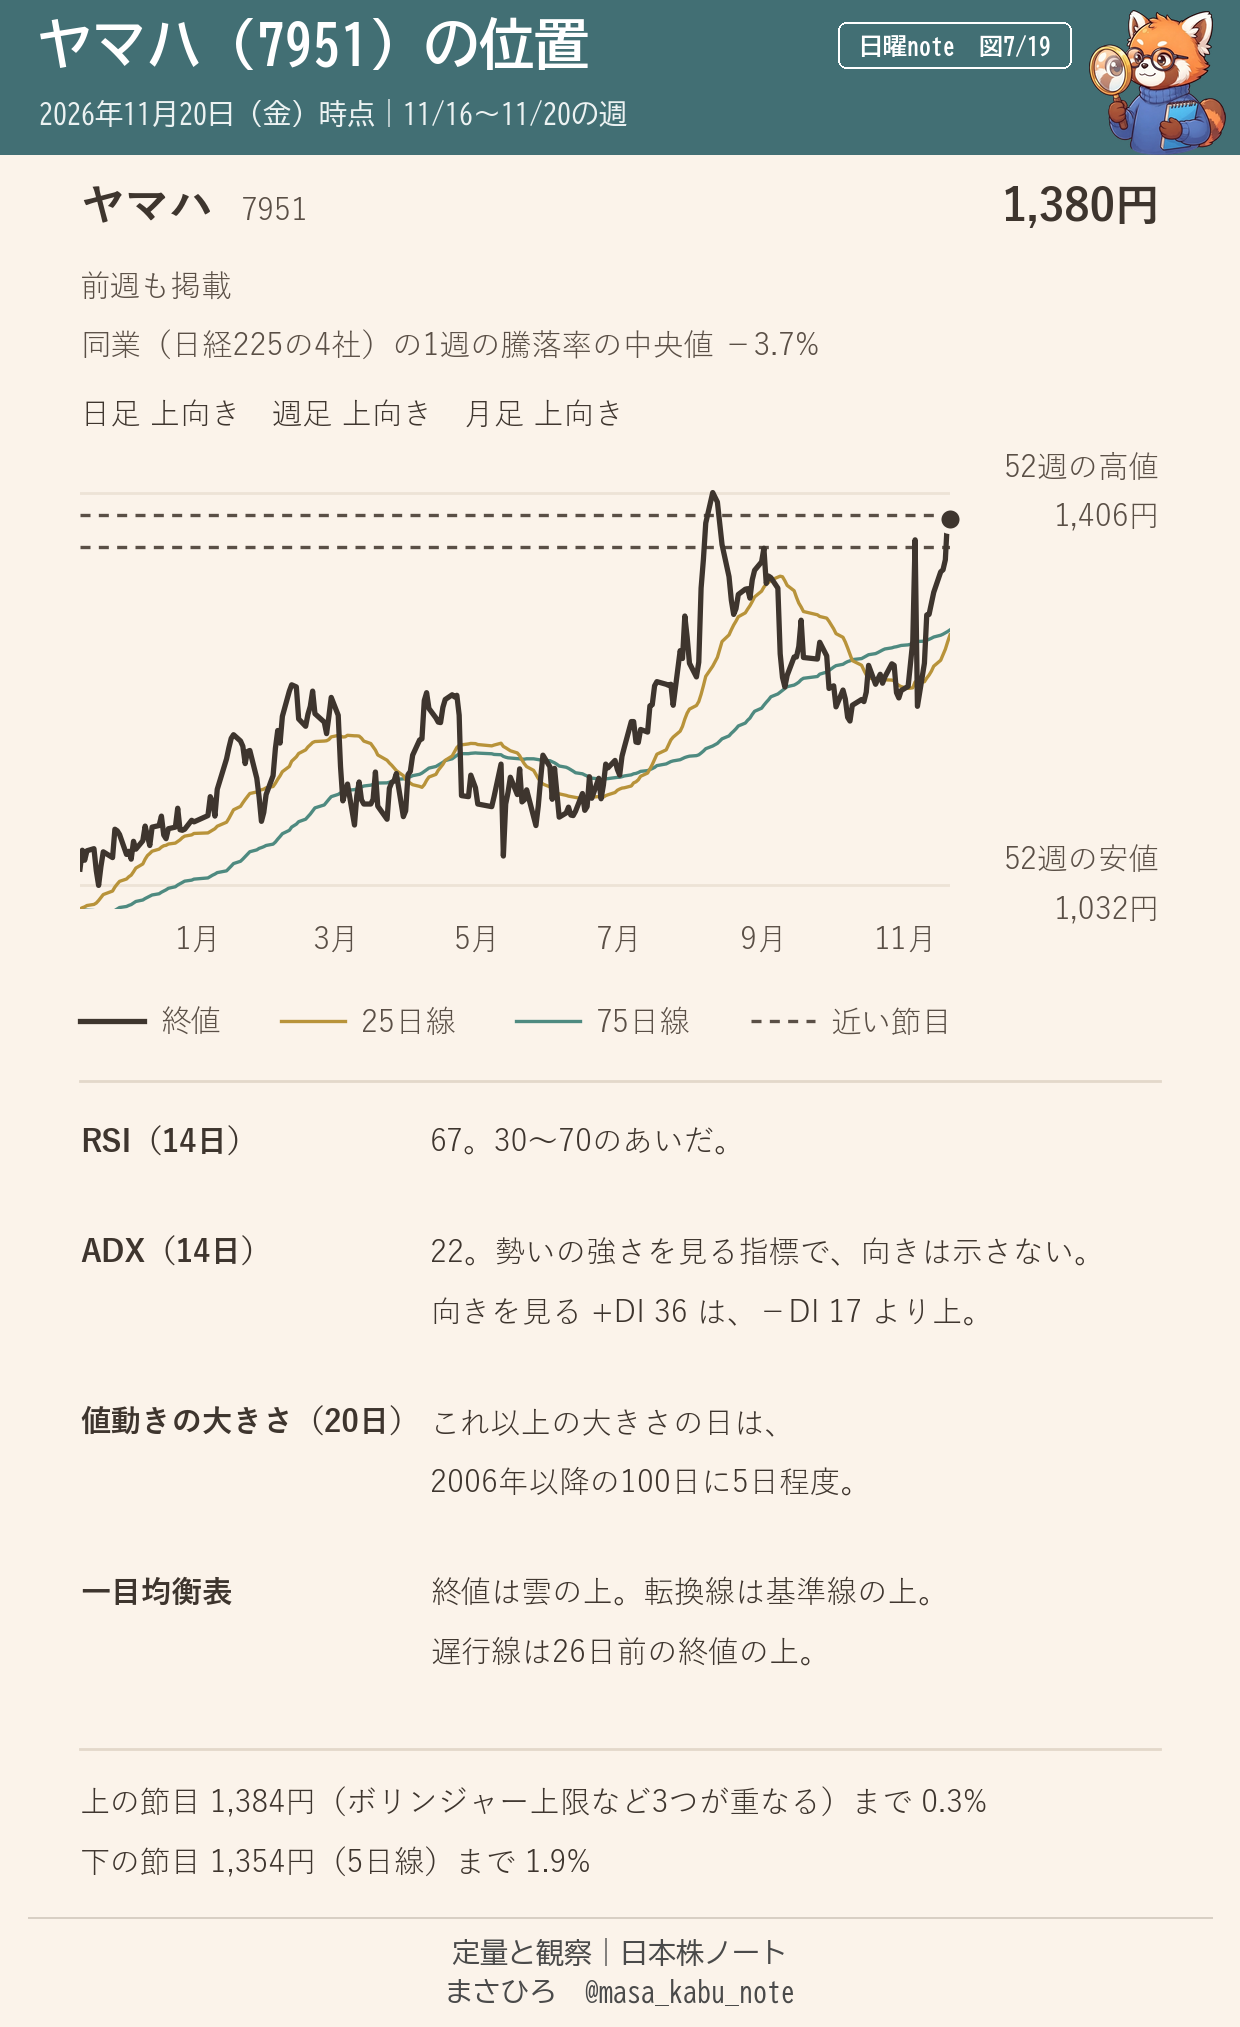 ヤマハ（7951）の位置
日曜note　図7/19
2026年11月20日（金）時点｜11/16〜11/20の週
ヤマハ 7951
1,380円
前週も掲載
同業（日経225の4社）の1週の騰落率の中央値 －3.7%
日足 上向き　週足 上向き　月足 上向き
52週の高値
1,406円
52週の安値
1,032円
1月 3月 5月 7月 9月 11月
終値 25日線 75日線 近い節目
RSI（14日） 67。30〜70のあいだ。
ADX（14日） 22。勢いの強さを見る指標で、向きは示さない。
向きを見る +DI 36 は、－DI 17 より上。
値動きの大きさ（20日） これ以上の大きさの日は、
2006年以降の100日に5日程度。
一目均衡表 終値は雲の上。転換線は基準線の上。
遅行線は26日前の終値の上。
上の節目 1,384円（ボリンジャー上限など3つが重なる）まで 0.3%
下の節目 1,354円（5日線）まで 1.9%
定量と観察｜日本株ノート
まさひろ　@masa_kabu_note